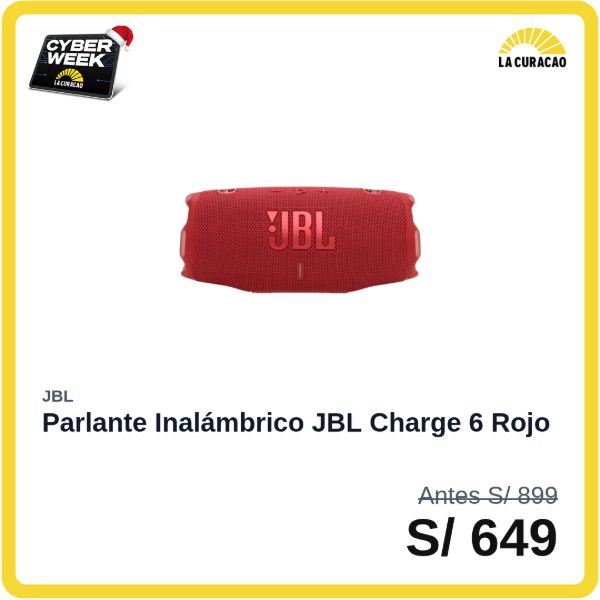 CYBER
WEEK
LA CURACAO
LA CURACAO
JBL
JBL
Parlante Inalámbrico JBL Charge 6 Rojo
Antes S/ 899
S/ 649